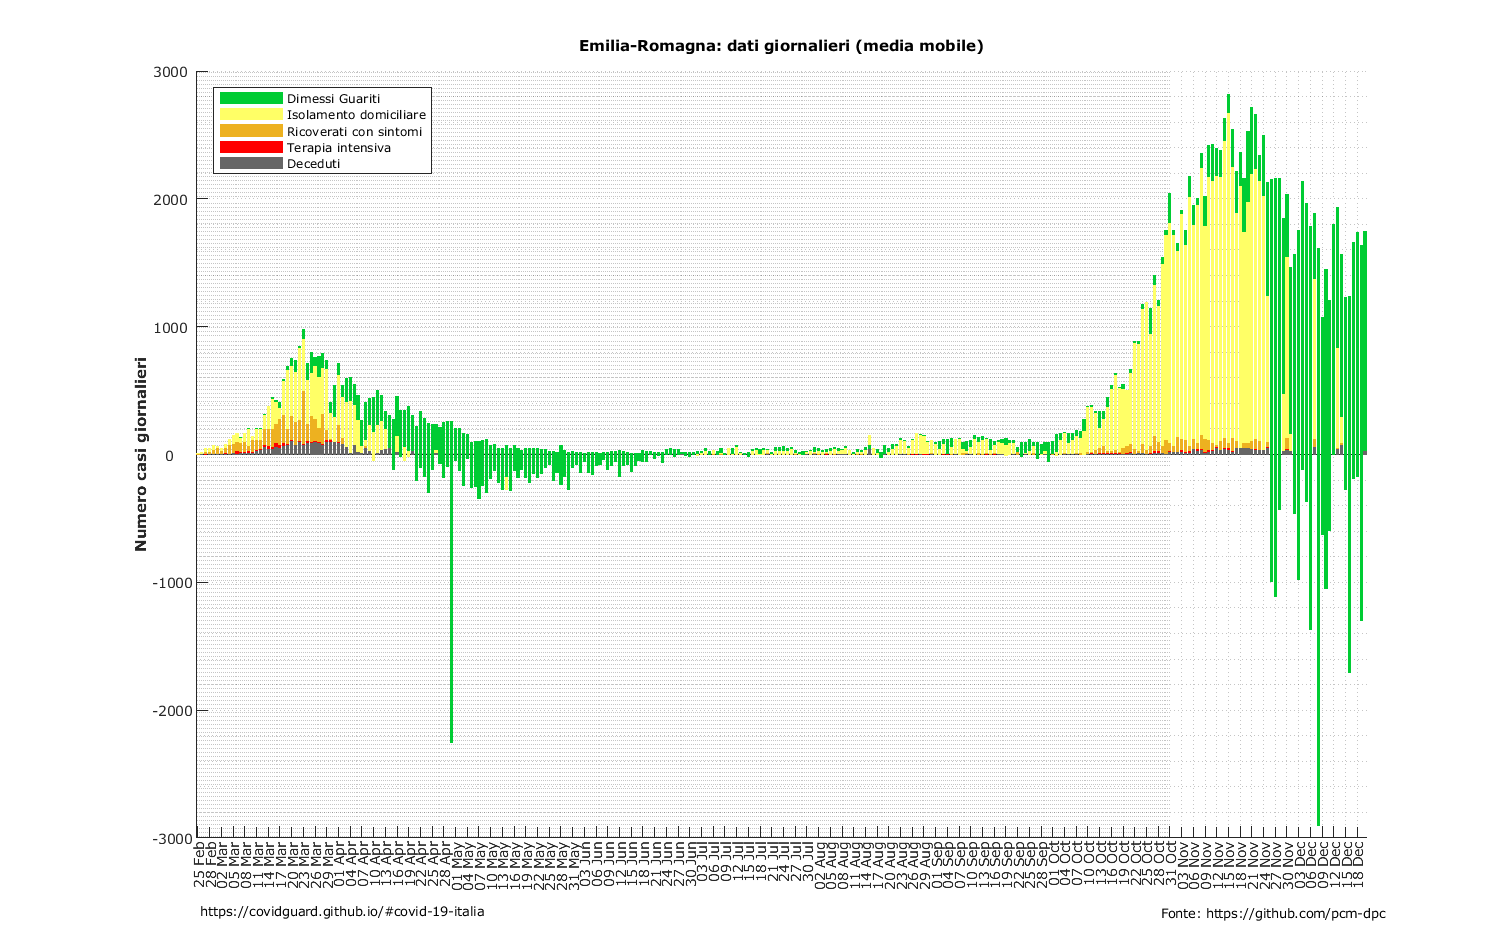 Emilia-Romagna: dati giornalieri (media mobile)
Dimessi Guariti
Isolamento domiciliare
Ricoverati con sintomi
Terapia intensiva
Deceduti
Numero casi giornalieri
3000
2000
1000
0
-1000
-2000
-3000
25 Feb
28 Feb
02 Mar
05 Mar
08 Mar
11 Mar
14 Mar
17 Mar
20 Mar
23 Mar
26 Mar
29 Mar
01 Apr
04 Apr
07 Apr
10 Apr
13 Apr
16 Apr
19 Apr
22 Apr
25 Apr
28 Apr
01 May
04 May
07 May
10 May
13 May
16 May
19 May
22 May
25 May
28 May
31 May
03 Jun
06 Jun
09 Jun
12 Jun
15 Jun
18 Jun
21 Jun
24 Jun
27 Jun
30 Jun
03 Jul
06 Jul
09 Jul
12 Jul
15 Jul
18 Jul
21 Jul
24 Jul
27 Jul
30 Jul
02 Aug
05 Aug
08 Aug
11 Aug
14 Aug
17 Aug
20 Aug
23 Aug
26 Aug
29 Aug
01 Sep
04 Sep
07 Sep
10 Sep
13 Sep
16 Sep
19 Sep
22 Sep
25 Sep
28 Sep
01 Oct
04 Oct
07 Oct
10 Oct
13 Oct
16 Oct
19 Oct
22 Oct
25 Oct
28 Oct
31 Oct
03 Nov
06 Nov
09 Nov
12 Nov
15 Nov
18 Nov
21 Nov
24 Nov
27 Nov
30 Nov
03 Dec
06 Dec
09 Dec
12 Dec
15 Dec
18 Dec
https://covidguard.github.io/#covid-19-italia
Fonte: https://github.com/pcm-dpc